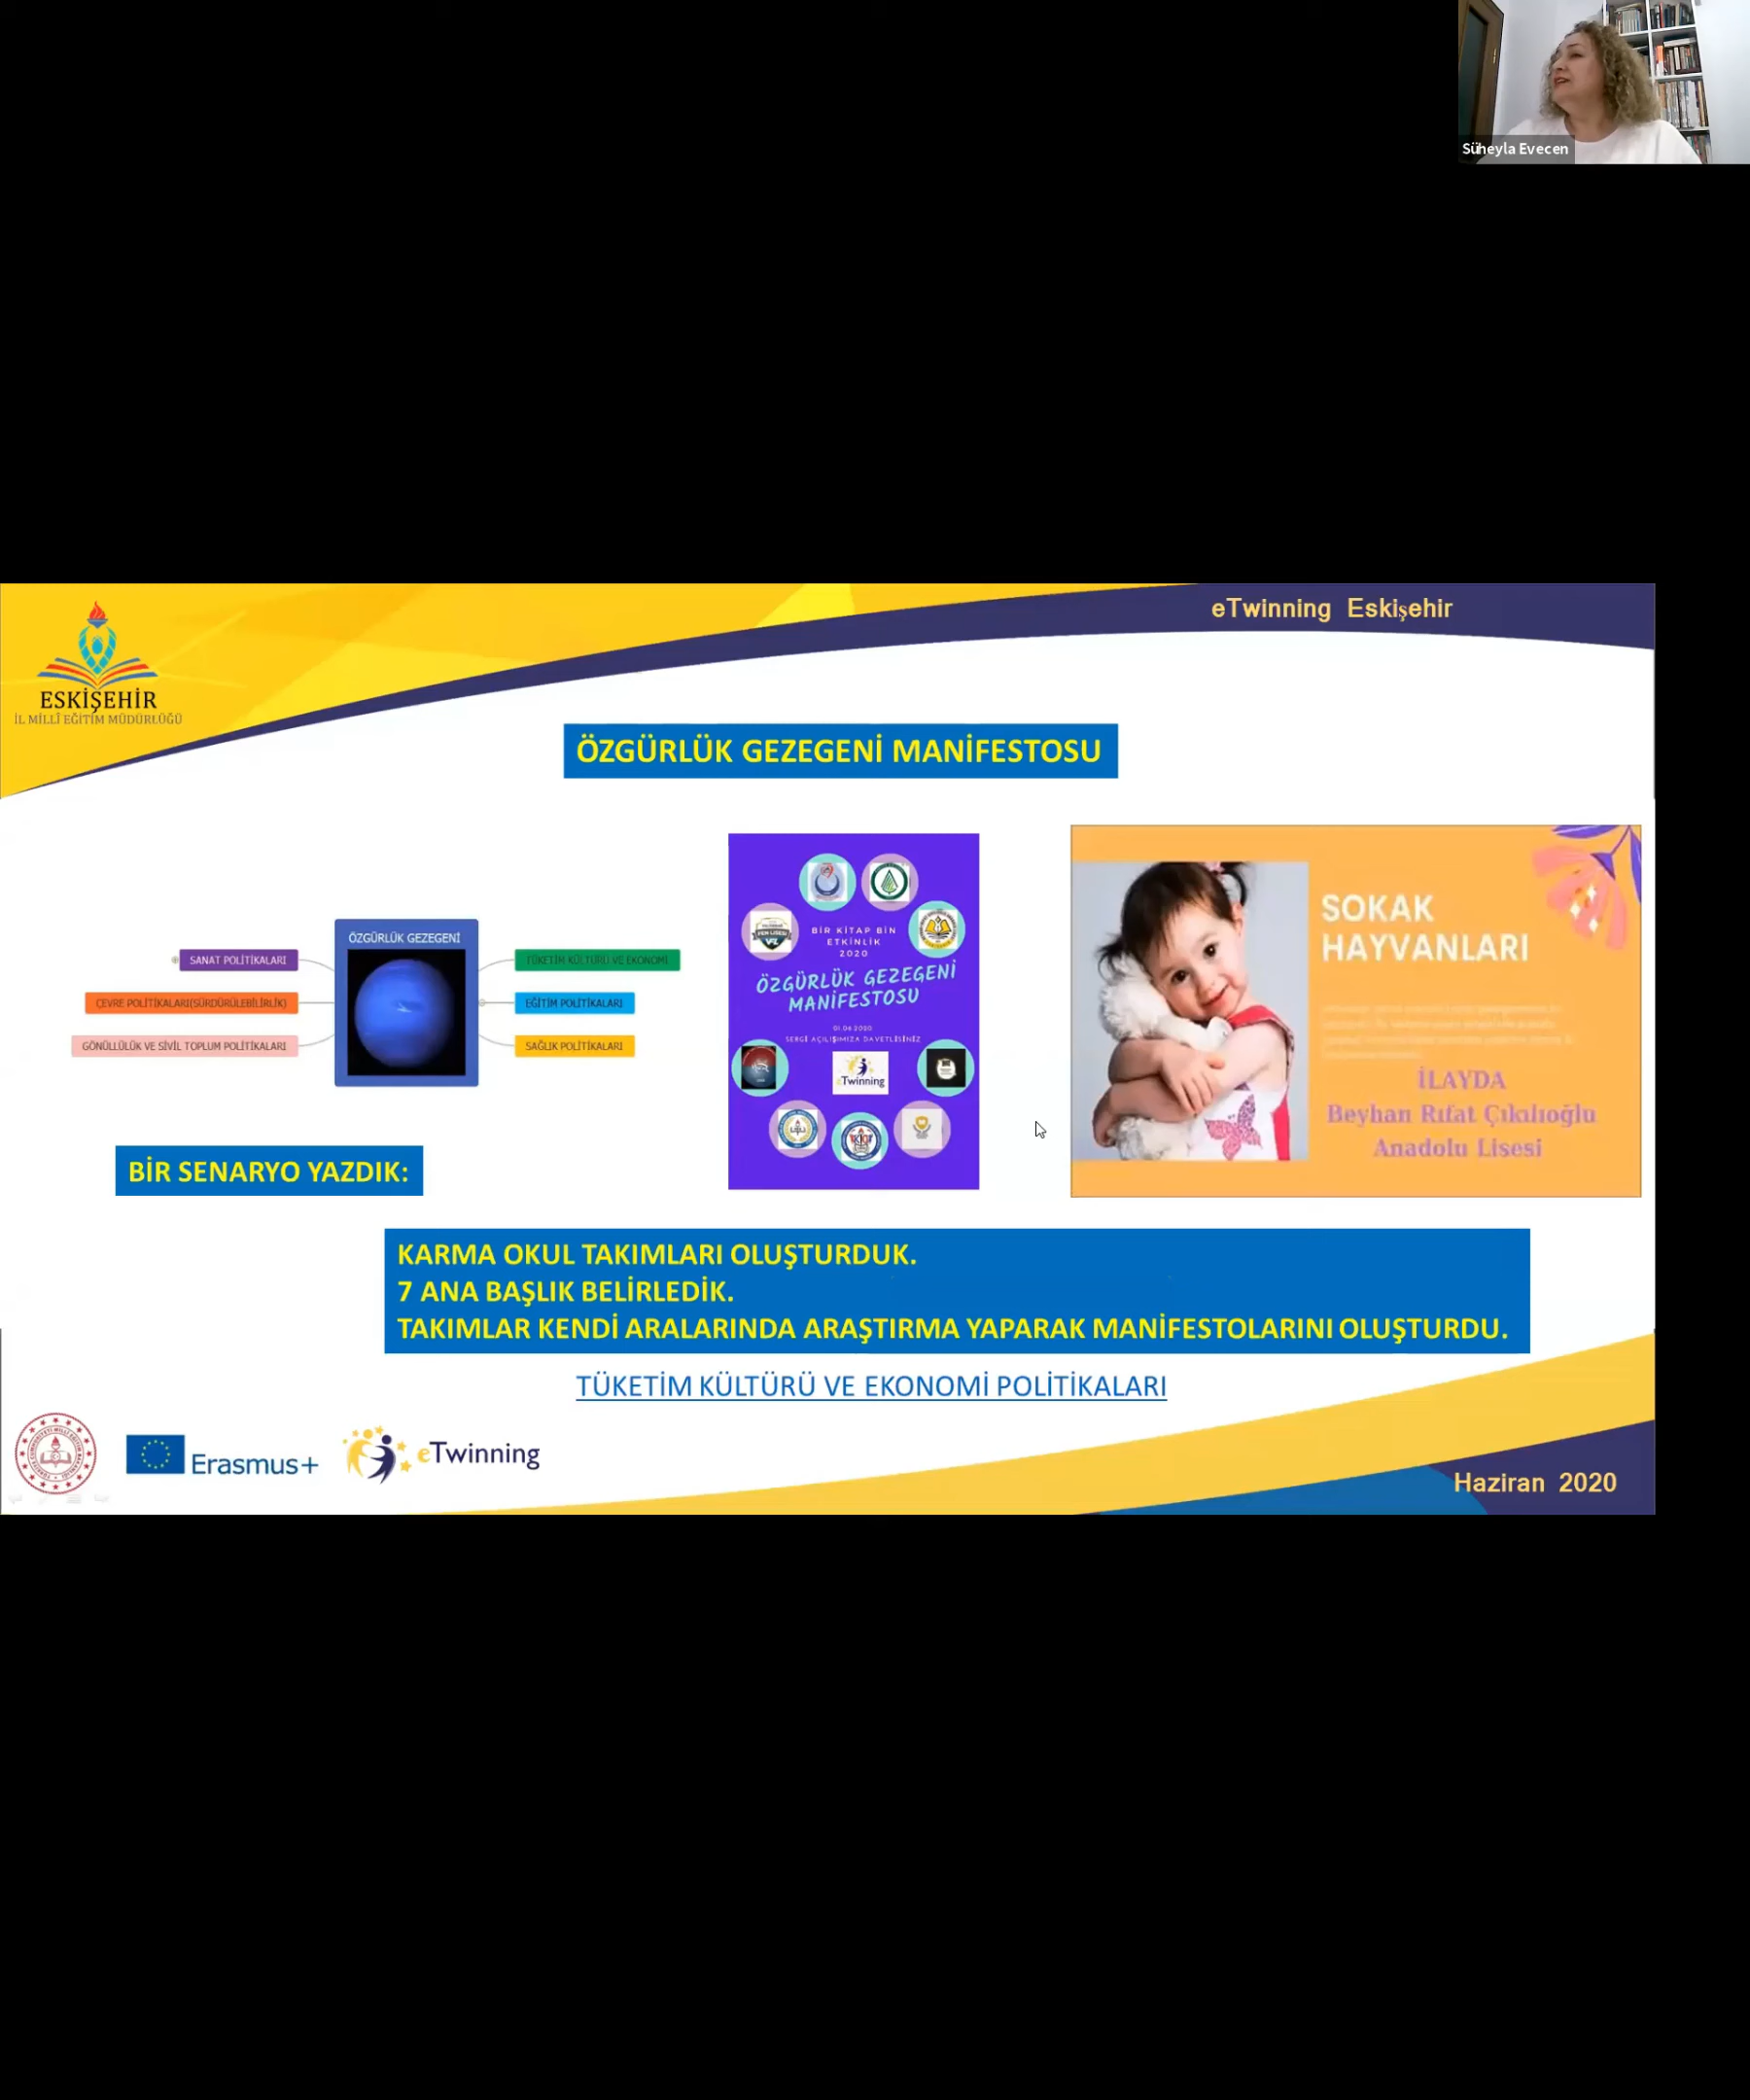 Süheyla Evecen
eTwinning Eskişehir
ESKİŞEHİR
İL MİLLÎ EĞİTİM MÜDÜRLÜĞÜ
ÖZGÜRLÜK GEZEGENİ MANİFESTOSU
ÖZGÜRLÜK GEZEGENİ
SANAT POLİTİKALARI
ÇEVRE POLİTİKALARI(SÜRDÜRÜLEBİLİRLİK)
GÖNÜLLÜLÜK VE SİVİL TOPLUM POLİTİKALARI
TÜKETİM KÜLTÜRÜ VE EKONOMİ
EĞİTİM POLİTİKALARI
SAĞLIK POLİTİKALARI
BİR KİTAP BİN
ETKİNLİK
2020
ÖZGÜRLÜK GEZEGENİ
MANİFESTOSU
01.06.2020
SERGİ AÇILIŞIMIZA DAVETLİSİNİZ
eTwinning
SOKAK
HAYVANLARI
İLAYDA
Beyhan Rıfat Çıkılıoğlu
Anadolu Lisesi
BİR SENARYO YAZDIK:
KARMA OKUL TAKIMLARI OLUŞTURDUK.
7 ANA BAŞLIK BELİRLEDİK.
TAKIMLAR KENDİ ARALARINDA ARAŞTIRMA YAPARAK MANİFESTOLARINI OLUŞTURDU.
TÜKETİM KÜLTÜRÜ VE EKONOMİ POLİTİKALARI
Erasmus+
eTwinning
Haziran 2020